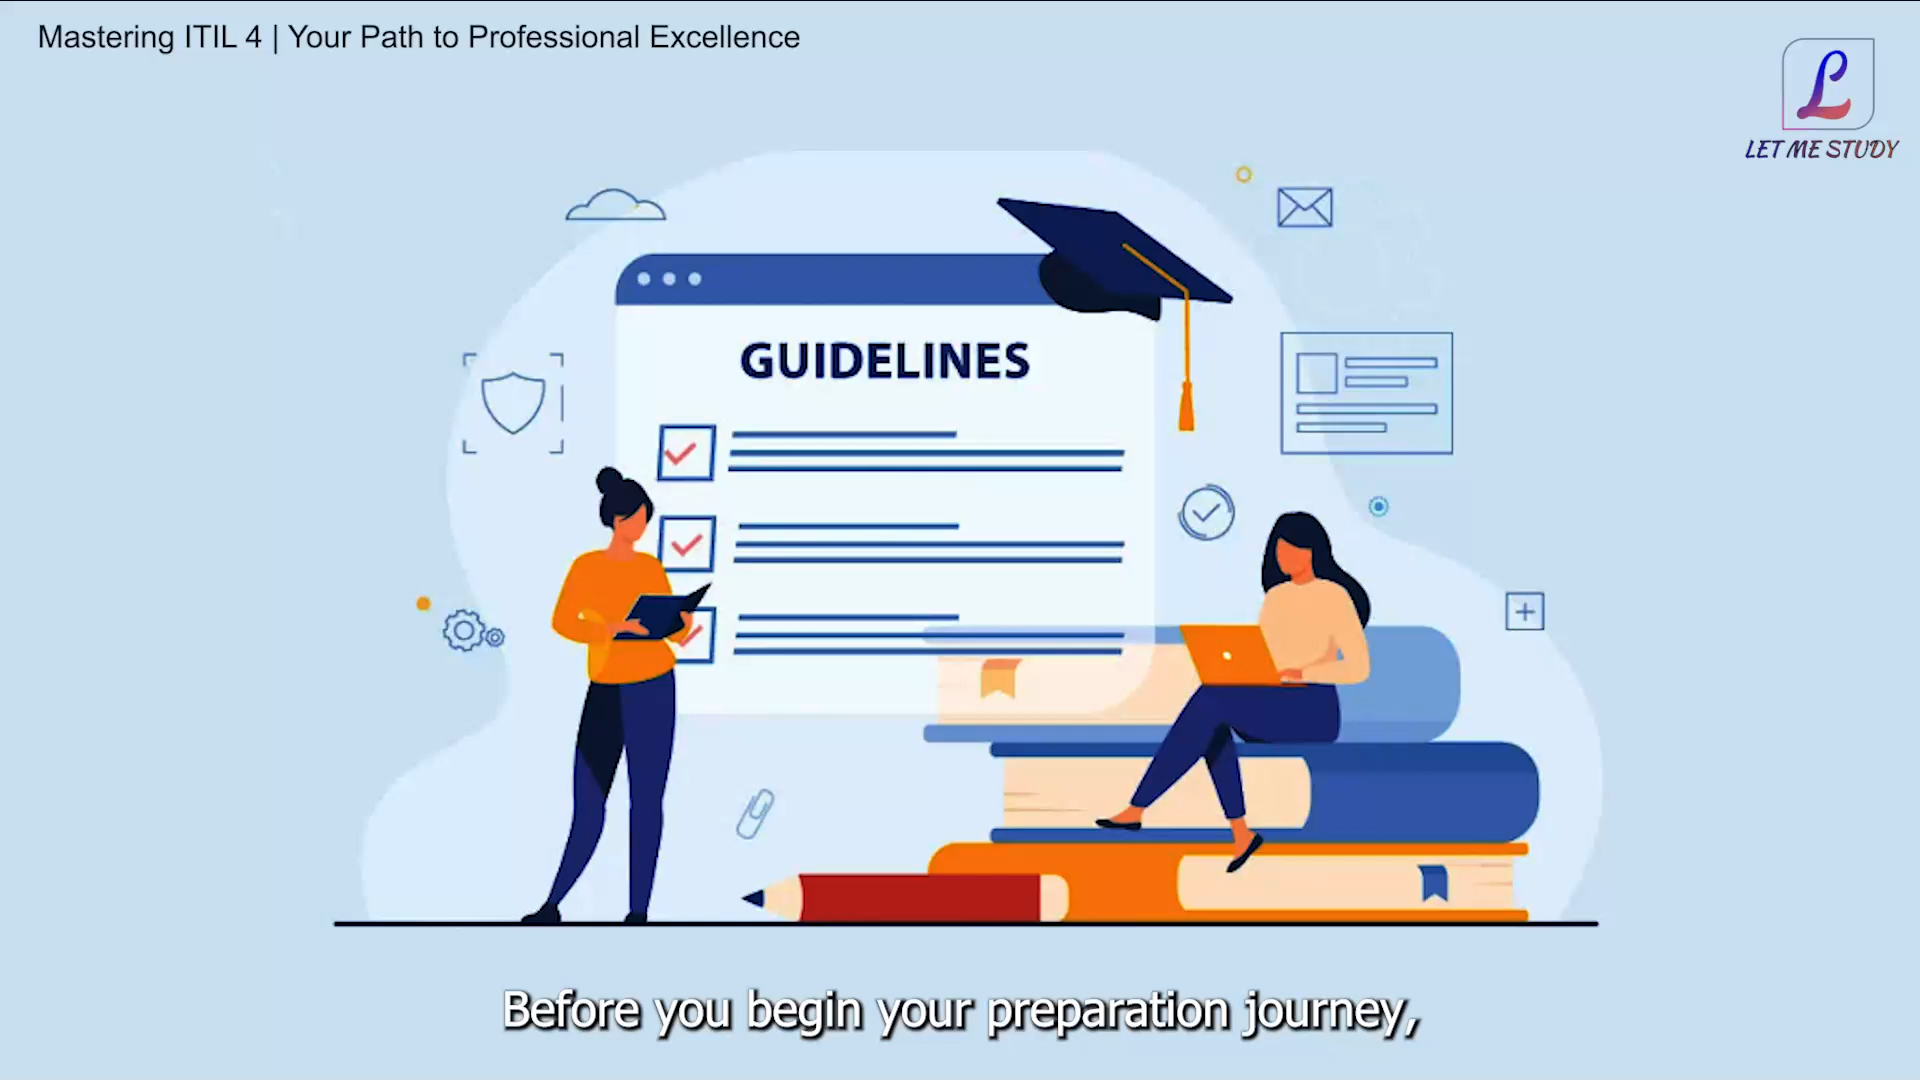 Mastering ITIL 4 | Your Path to Professional Excellence
L
LET ME STUDY
GUIDELINES
Before you begin your preparation journey,